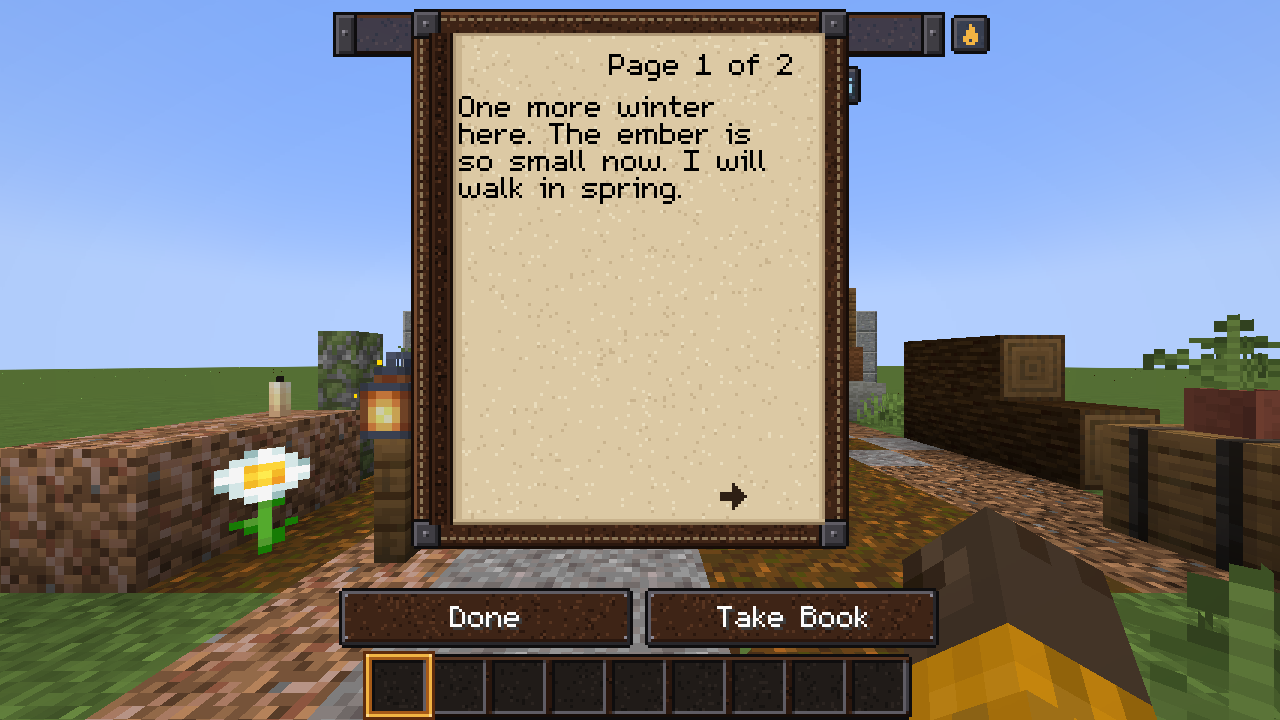 Page 1 of 2
One more winter
here. The ember is
so small now. I will
walk in spring.
Done
Take Book